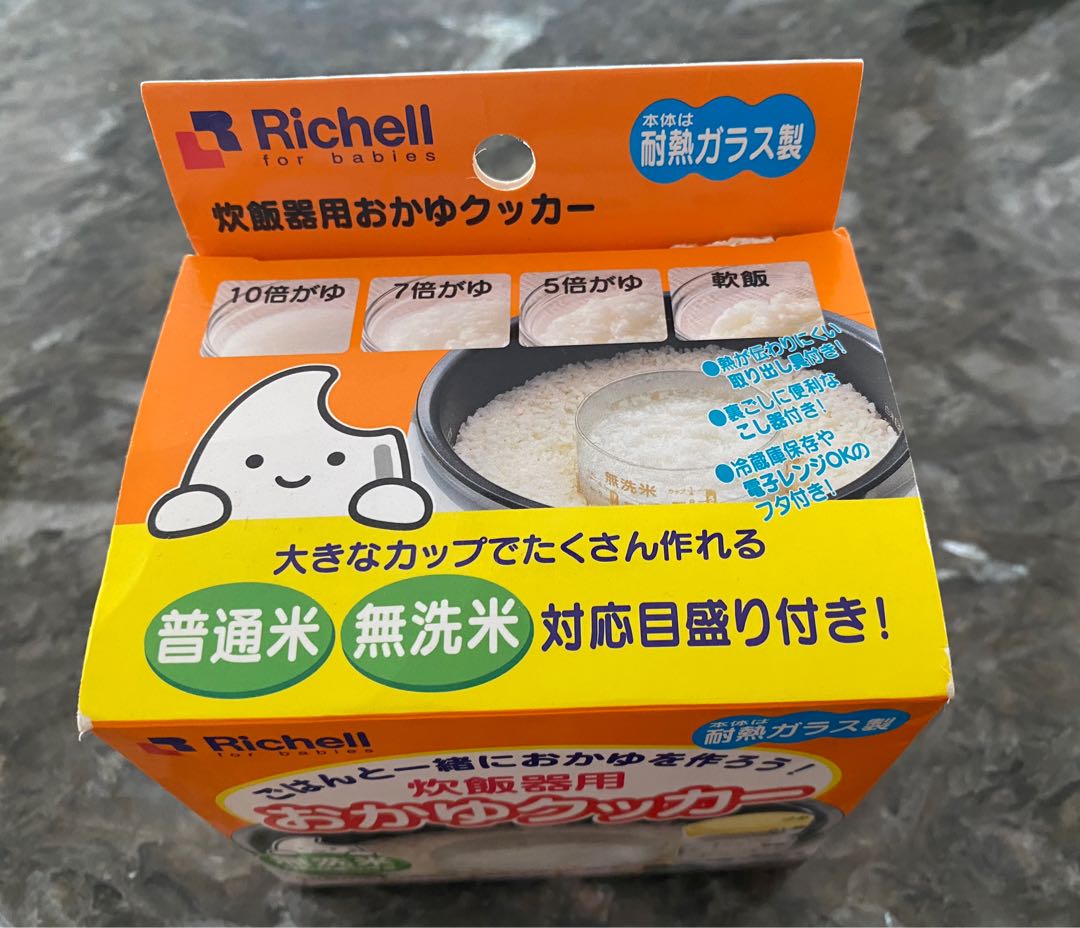 Richell
for babies
本体は
耐熱ガラス製
炊飯器用おかゆクッカー
10倍がゆ
7倍がゆ
5倍がゆ
軟飯
●熱が伝わりにくい
取り出し具付き!
●裏ごしに便利な
こし器付き!
●冷蔵庫保存や
電子レンジOKの
フタ付き!
無洗米
カップ
大きなカップでたくさん作れる
普通米 無洗米 対応目盛り付き!
Richell
for babies
本体は
耐熱ガラス製
ごはんと一緒におかゆを作ろう!
炊飯器用
おかゆクッカー